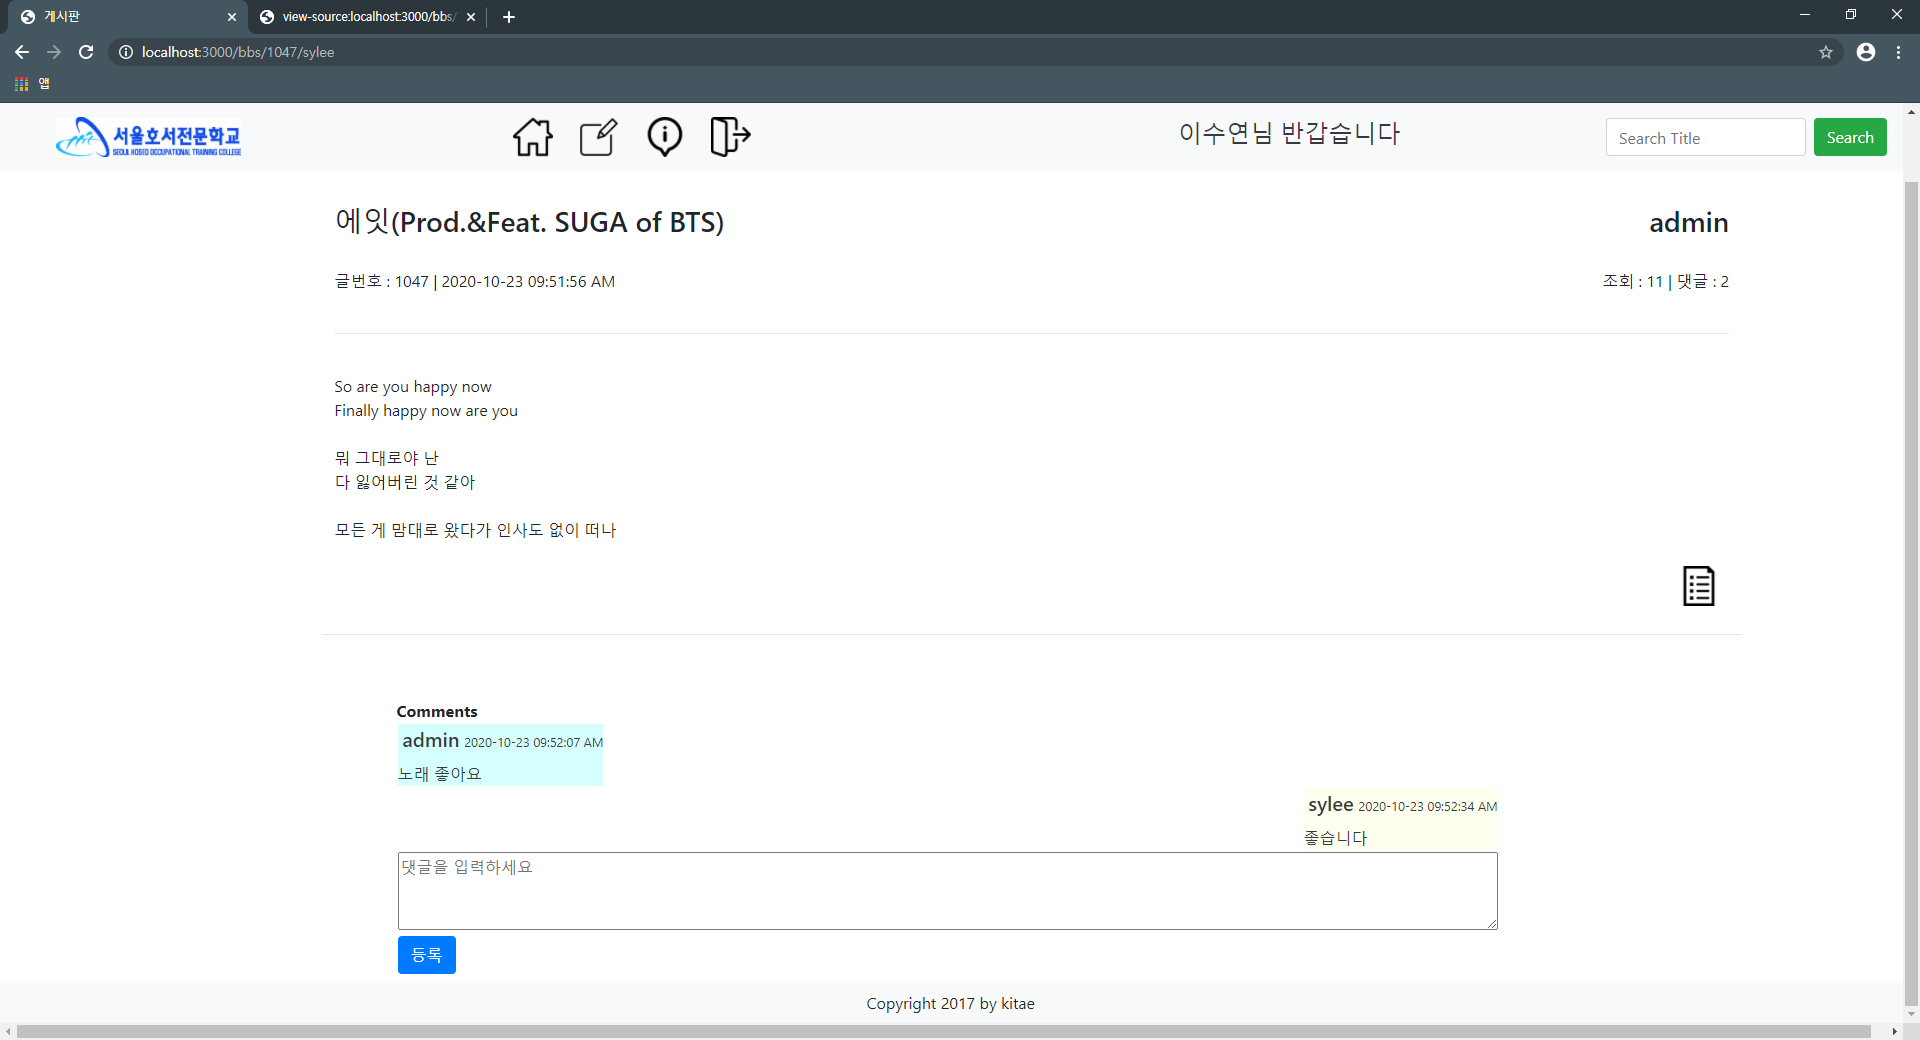 게시판
view-source:localhost:3000/bbs/
localhost:3000/bbs/1047/sylee
앱
서울호서전문학교
SEOUL HOSEO OCCUPATIONAL TRAINING COLLEGE
이수연님 반갑습니다
Search Title
Search
에잇(Prod.&Feat. SUGA of BTS)
admin
글번호 : 1047 | 2020-10-23 09:51:56 AM
조회 : 11 | 댓글 : 2
So are you happy now
Finally happy now are you
뭐 그대로야 난
다 잃어버린 것 같아
모든 게 맘대로 왔다가 인사도 없이 떠나
Comments
admin 2020-10-23 09:52:07 AM
노래 좋아요
sylee 2020-10-23 09:52:34 AM
좋습니다
댓글을 입력하세요
등록
Copyright 2017 by kitae